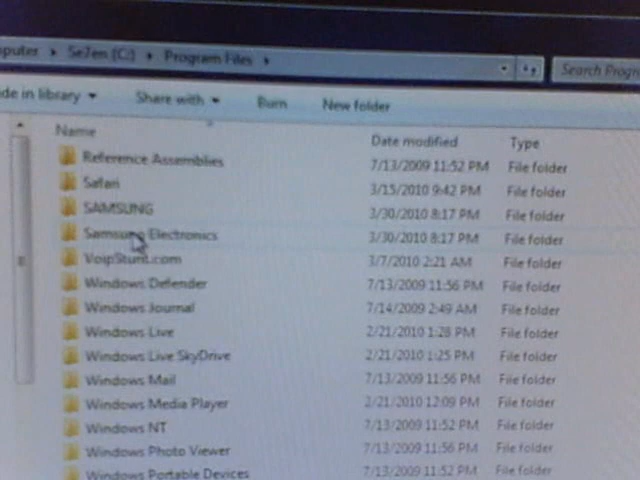 puter ▸ Se7en (C:) ▸ Program Files ▸ Search Progr
de in library ▾ Share with ▾ Burn New folder
Name Date modified Type
Reference Assemblies 7/13/2009 11:52 PM File folder
Safari 3/15/2010 9:42 PM File folder
SAMSUNG 3/30/2010 8:17 PM File folder
Samsung Electronics 3/30/2010 8:17 PM File folder
VoipStunt.com 3/7/2010 2:21 AM File folder
Windows Defender 7/13/2009 11:56 PM File folder
Windows Journal 7/14/2009 2:49 AM File folder
Windows Live 2/21/2010 1:28 PM File folder
Windows Live SkyDrive 2/21/2010 1:25 PM File folder
Windows Mail 7/13/2009 11:56 PM File folder
Windows Media Player 2/21/2010 12:09 PM File folder
Windows NT 7/13/2009 11:52 PM File folder
Windows Photo Viewer 7/13/2009 11:56 PM File folder
Windows Portable Devices 7/13/2009 11:52 PM File folder